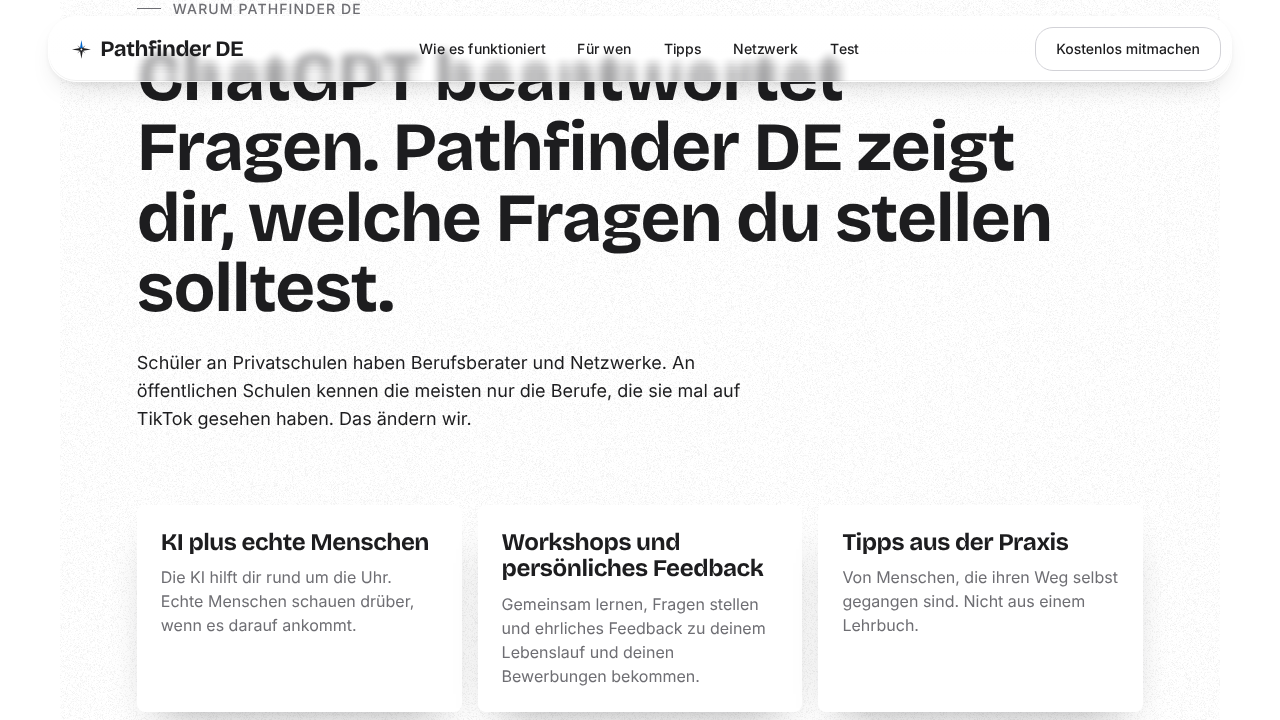 WARUM PATHFINDER DE
Pathfinder DE
Wie es funktioniert
Für wen
Tipps
Netzwerk
Test
Kostenlos mitmachen
ChatGPT beantwortet
Fragen. Pathfinder DE zeigt
dir, welche Fragen du stellen
solltest.
Schüler an Privatschulen haben Berufsberater und Netzwerke. An
öffentlichen Schulen kennen die meisten nur die Berufe, die sie mal auf
TikTok gesehen haben. Das ändern wir.
KI plus echte Menschen
Die KI hilft dir rund um die Uhr.
Echte Menschen schauen drüber,
wenn es darauf ankommt.
Workshops und
persönliches Feedback
Gemeinsam lernen, Fragen stellen
und ehrliches Feedback zu deinem
Lebenslauf und deinen
Bewerbungen bekommen.
Tipps aus der Praxis
Von Menschen, die ihren Weg selbst
gegangen sind. Nicht aus einem
Lehrbuch.